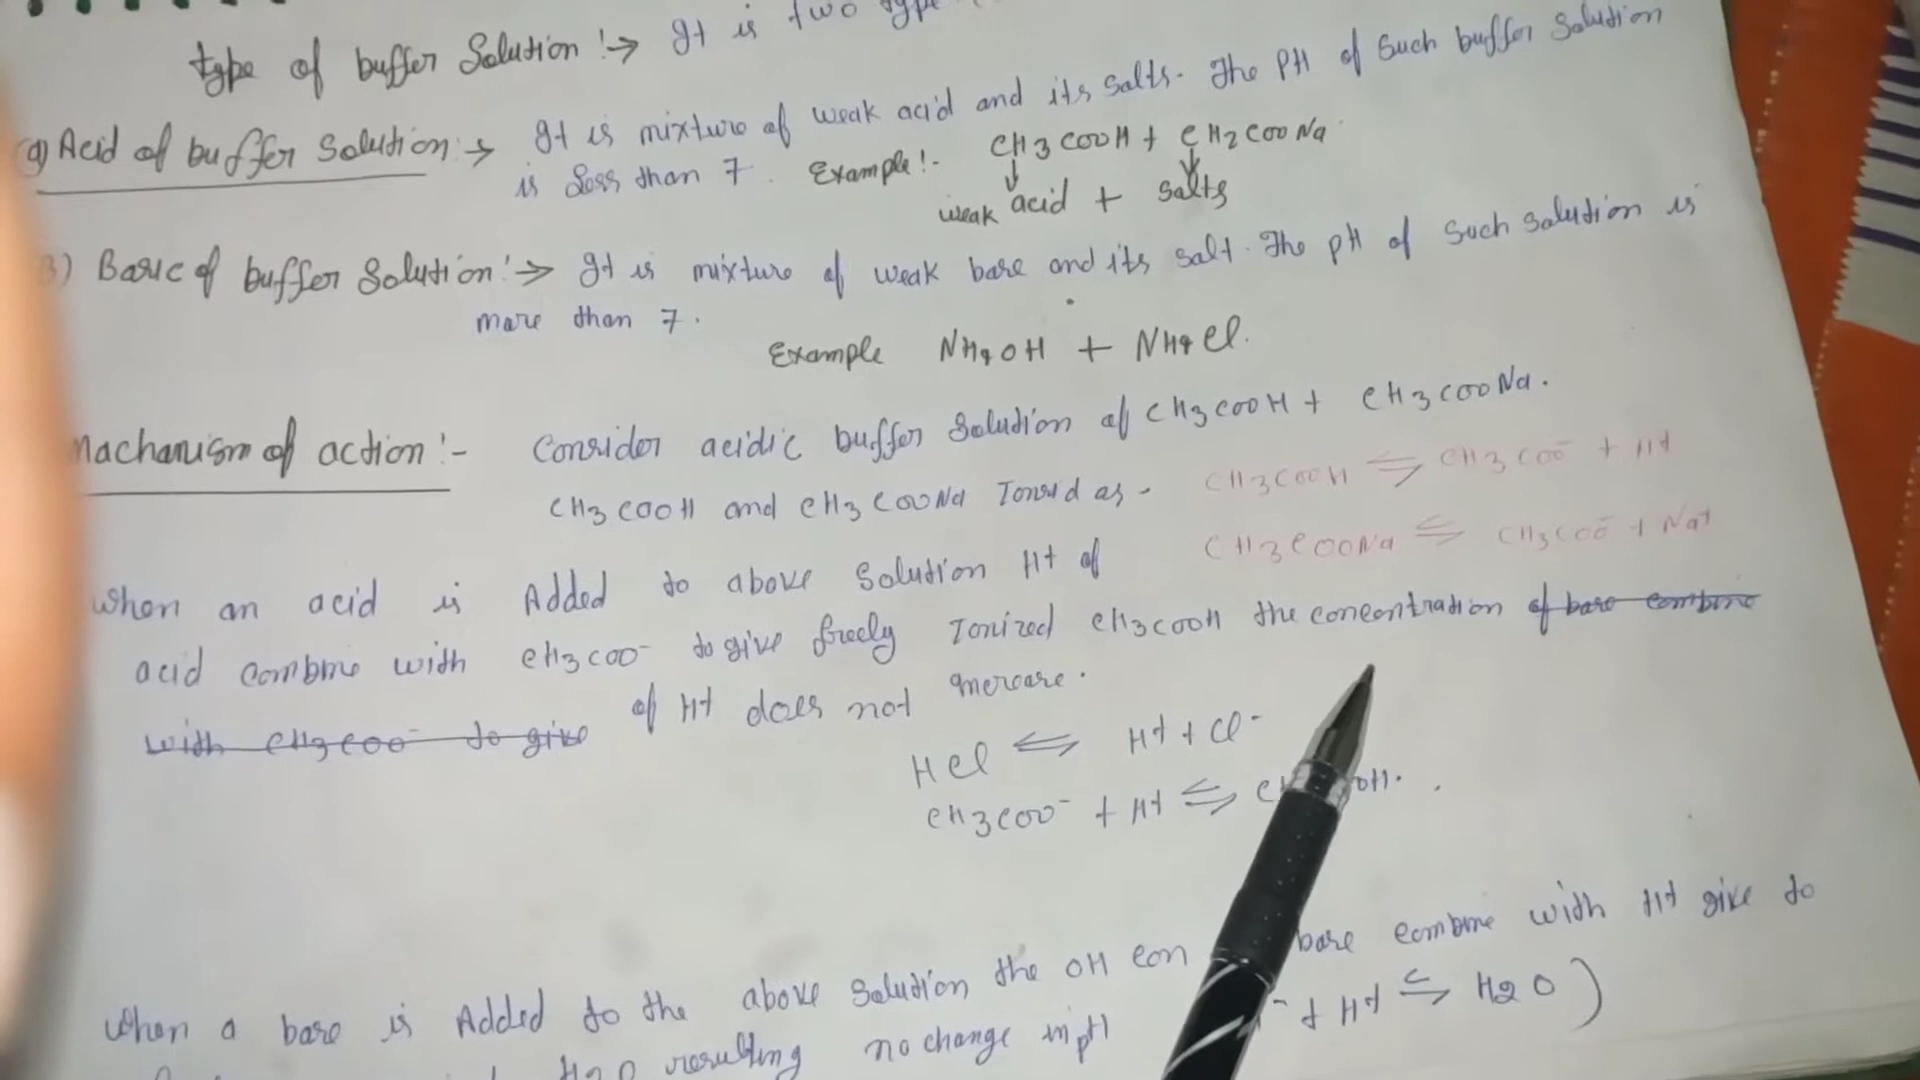 type of buffer Solution :→ It is two type
a) Acid of buffer solution :→ It is mixture of weak acid and its salts. The PH of Such buffer Solution
is less than 7. Example :- CH3COOH + CH2COONa
weak acid + salts
) Basic of buffer Solution :→ It is mixture of weak base and its salt. The pH of Such solution is
more than 7.
Example NH4OH + NH4Cl.
Machanism of action :- Consider acidic buffer Solution of CH3COOH + CH3COONa.
CH3COOH and CH3COONa as - CH3COOH ⇌ CH3COO- + H+
CH3COONa ⇌ CH3COO- + Na+
When an acid is Added to above Solution H+ of
acid combine with CH3COO- to give freely Ionized CH3COOH the concentration of base combine
with CH3COO- to give of H+ does not increase.
HCl ⇌ H+ + Cl-
CH3COO- + H+ ⇌ C OH.
When a base is Added to the above Solution the OH con base combine with H+ give to
H2O resulting no change in pH - + H+ ⇌ H2O )